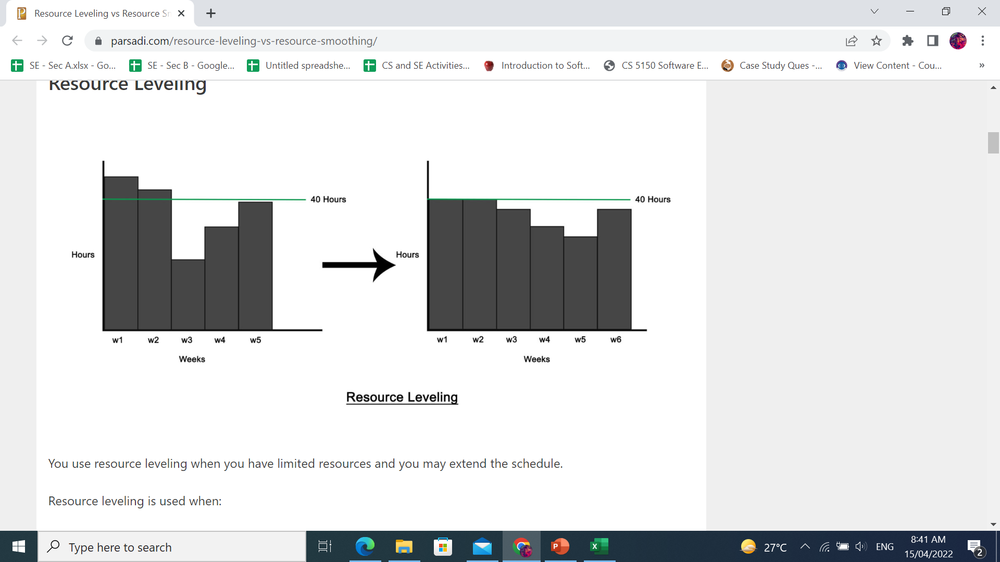 Resource Leveling vs Resource Sm
parsadi.com/resource-leveling-vs-resource-smoothing/
SE - Sec A.xlsx - Go... SE - Sec B - Google... Untitled spreadshe... CS and SE Activities... Introduction to Soft... CS 5150 Software E... Case Study Ques -... View Content - Cou... »
Resource Leveling
40 Hours 40 Hours
Hours Hours
w1 w2 w3 w4 w5 w1 w2 w3 w4 w5 w6
Weeks Weeks
Resource Leveling
You use resource leveling when you have limited resources and you may extend the schedule.
Resource leveling is used when:
Type here to search
27°C
ENG
8:41 AM
15/04/2022
2